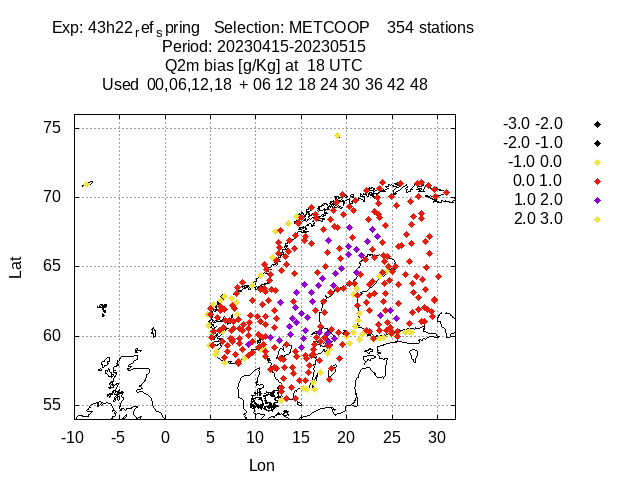 Exp: 43h22refspring   Selection: METCOOP    354 stations
Period: 20230415-20230515
Q2m bias [g/Kg] at  18 UTC
Used  00,06,12,18  + 06 12 18 24 30 36 42 48
-3.0 -2.0
-2.0 -1.0
-1.0 0.0
0.0 1.0
1.0 2.0
2.0 3.0
75
70
65
60
55
Lat
-10 -5 0 5 10 15 20 25 30
Lon